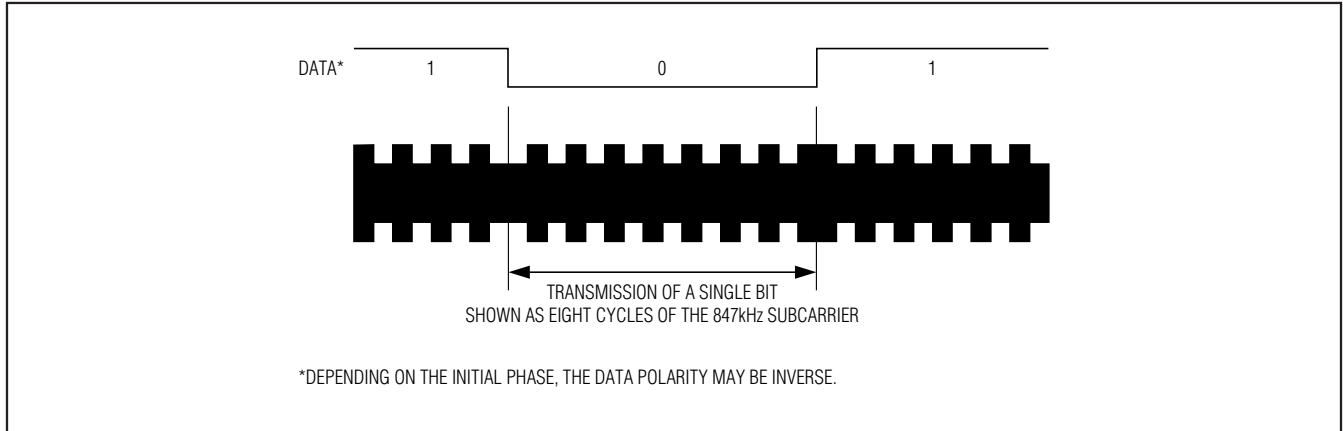 DATA* 1 0 1
TRANSMISSION OF A SINGLE BIT
SHOWN AS EIGHT CYCLES OF THE 847kHz SUBCARRIER
*DEPENDING ON THE INITIAL PHASE, THE DATA POLARITY MAY BE INVERSE.